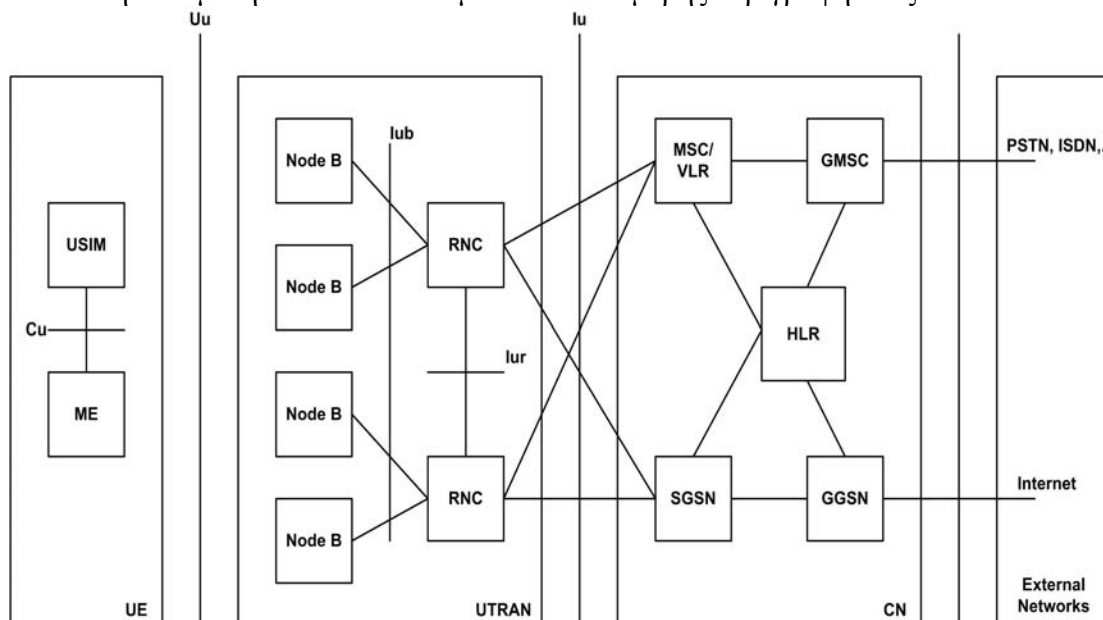 Uu
Iu
Node B
Iub
MSC/
VLR
GMSC
PSTN, ISDN,.
USIM
RNC
Node B
Cu
HLR
Iur
ME
Node B
RNC
SGSN
GGSN
Internet
Node B
UE
UTRAN
CN
External
Networks